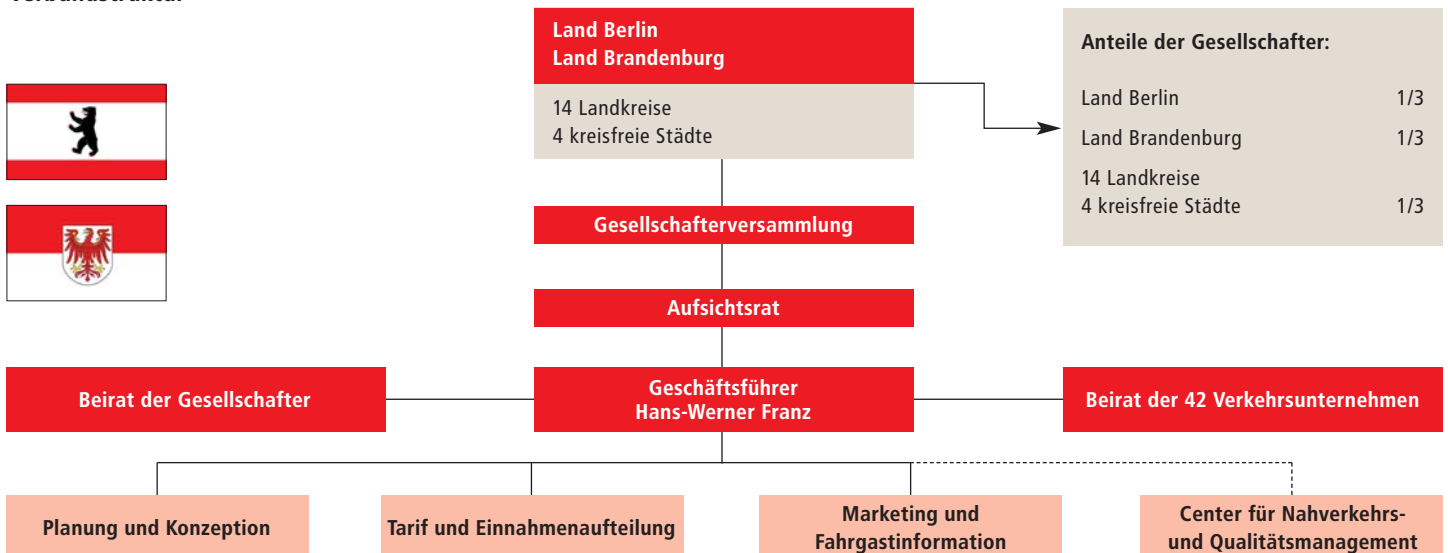 Land Berlin
Land Brandenburg
14 Landkreise
4 kreisfreie Städte
Anteile der Gesellschafter:
Land Berlin 1/3
Land Brandenburg 1/3
14 Landkreise
4 kreisfreie Städte 1/3
Gesellschafterversammlung
Aufsichtsrat
Beirat der Gesellschafter
Geschäftsführer
Hans-Werner Franz
Beirat der 42 Verkehrsunternehmen
Planung und Konzeption
Tarif und Einnahmenaufteilung
Marketing und
Fahrgastinformation
Center für Nahverkehrs-
und Qualitätsmanagement